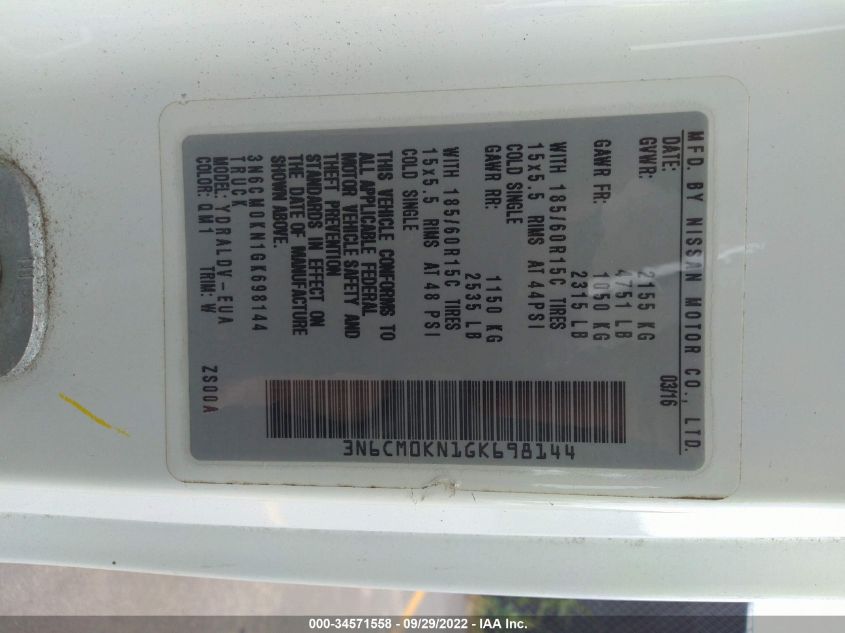 MFD. BY NISSAN MOTOR CO., LTD.
DATE: 03/16
GVWR: 2155 KG
4751 LB
GAWR FR: 1050 KG
2315 LB
WITH 185/60R15C TIRES
15x5.5 RIMS AT 44PSI
COLD SINGLE
GAWR RR: 1150 KG
2535 LB
WITH 185/60R15C TIRES
15x5.5 RIMS AT 48 PSI
COLD SINGLE
THIS VEHICLE CONFORMS TO
ALL APPLICABLE FEDERAL
MOTOR VEHICLE SAFETY AND
THEFT PREVENTION
STANDARDS IN EFFECT ON
THE DATE OF MANUFACTURE
SHOWN ABOVE.
3N6CM0KN1GK698144
TRUCK
MODEL: YDRALDV-EUA
COLOR: QM1 TRIM: W ZS00A
3N6CM0KN1GK698144
000-34571558 - 09/29/2022 - IAA Inc.